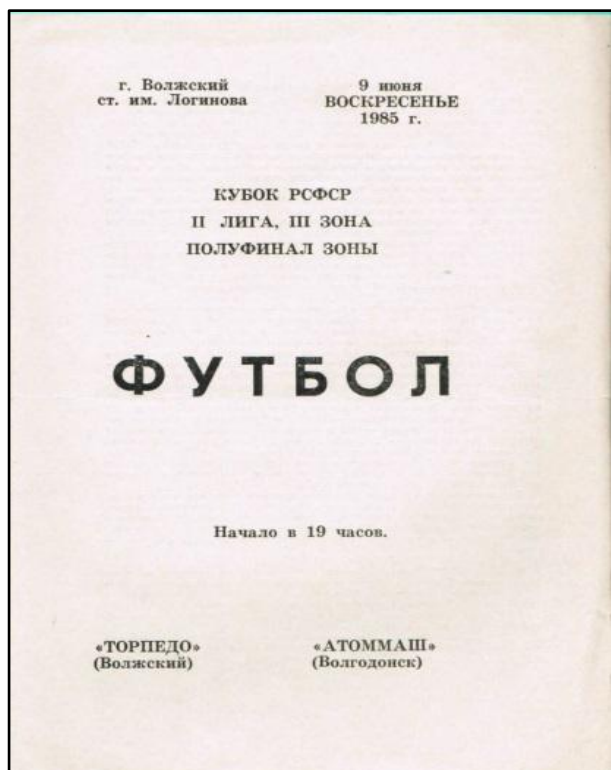 г. Волжский
ст. им. Логинова
9 июня
ВОСКРЕСЕНЬЕ
1985 г.
КУБОК РСФСР
II ЛИГА, III ЗОНА
ПОЛУФИНАЛ ЗОНЫ
ФУТБОЛ
Начало в 19 часов.
«ТОРПЕДО»
(Волжский)
«АТОММАШ»
(Волгодонск)